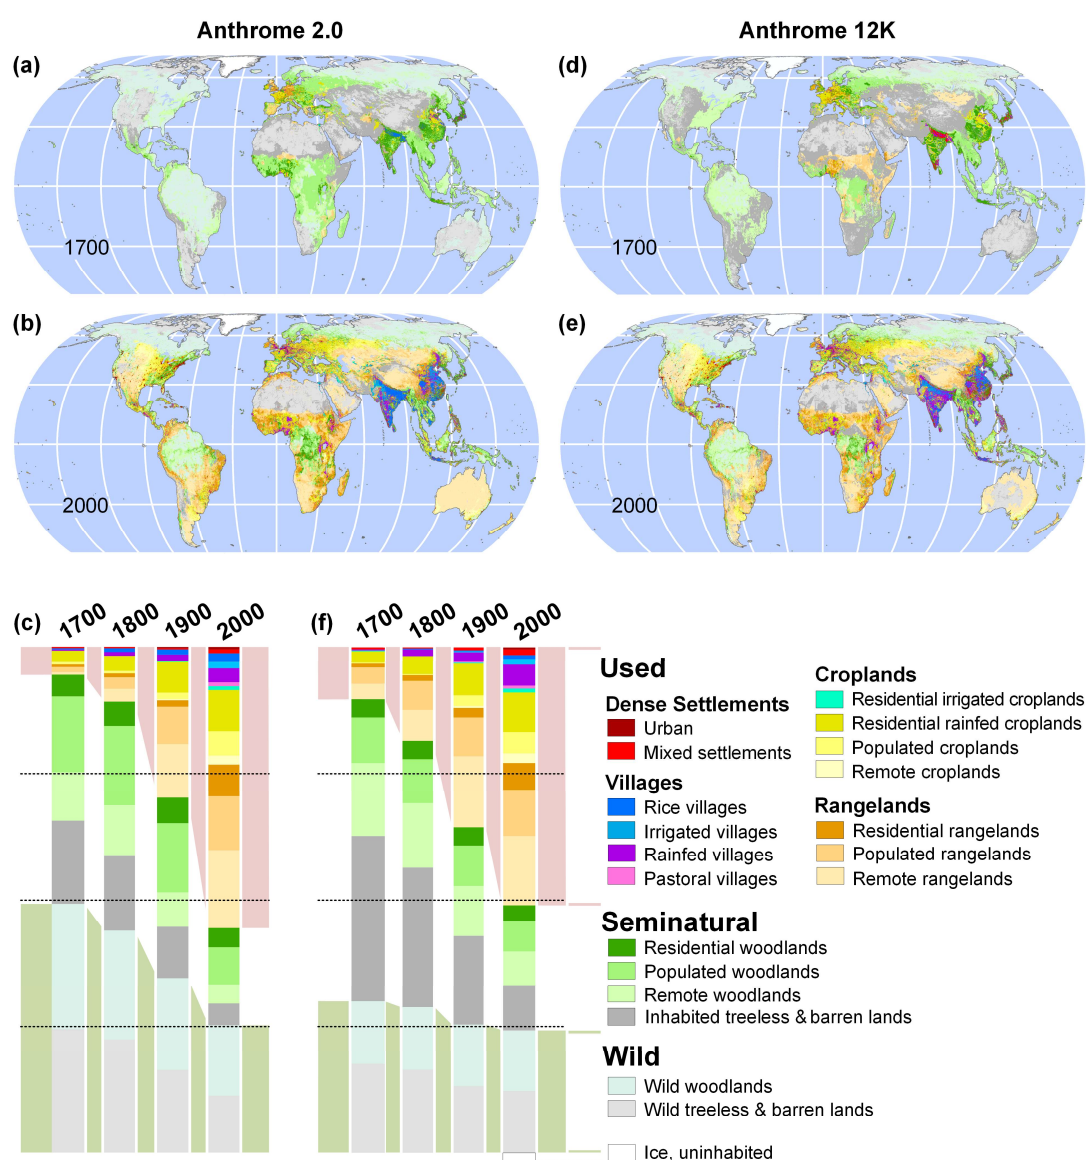 Anthrome 2.0
Anthrome 12K
(a)
(d)
1700
1700
(b)
(e)
2000
2000
(c)
1700
1800
1900
2000
(f)
1700
1800
1900
2000
Used
Dense Settlements
Urban
Mixed settlements
Villages
Rice villages
Irrigated villages
Rainfed villages
Pastoral villages
Croplands
Residential irrigated croplands
Residential rainfed croplands
Populated croplands
Remote croplands
Rangelands
Residential rangelands
Populated rangelands
Remote rangelands
Seminatural
Residential woodlands
Populated woodlands
Remote woodlands
Inhabited treeless & barren lands
Wild
Wild woodlands
Wild treeless & barren lands
Ice, uninhabited